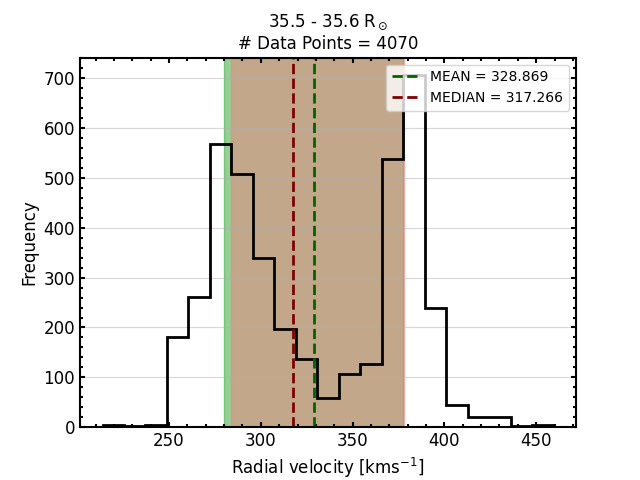 35.5 - 35.6 R⊙
# Data Points = 4070
MEAN = 328.869
MEDIAN = 317.266
Frequency
700
600
500
400
300
200
100
0
250 300 350 400 450
Radial velocity [kms⁻¹]